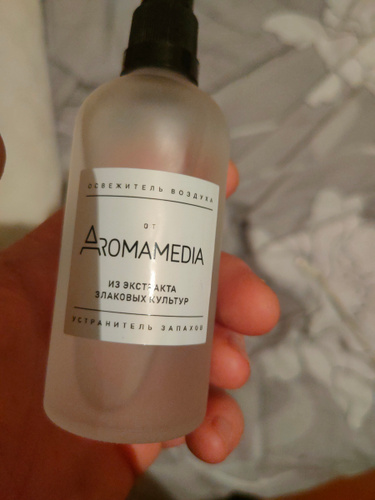 ОСВЕЖИТЕЛЬ ВОЗДУХА
ОТ
AROMAMEDIA
ИЗ ЭКСТРАКТА
ЗЛАКОВЫХ КУЛЬТУР
УСТРАНИТЕЛЬ ЗАПАХОВ